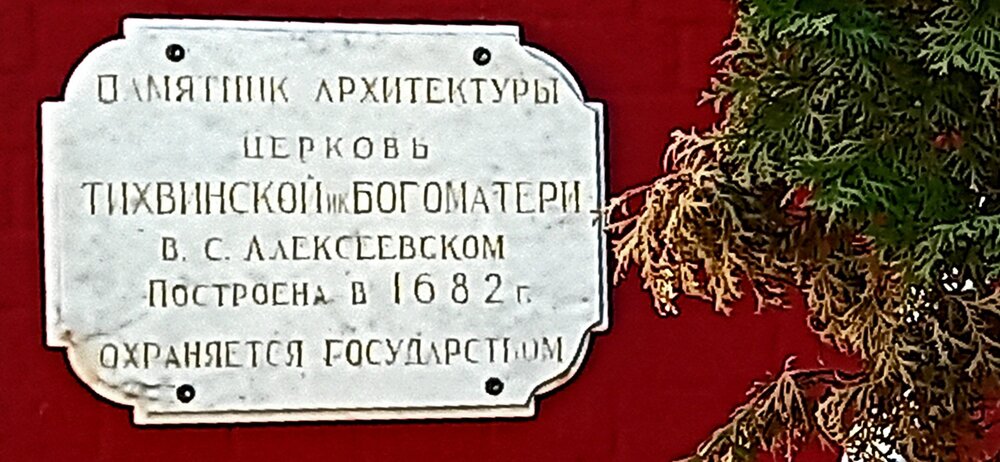 ПАМЯТНИК АРХИТЕКТУРЫ
ЦЕРКОВЬ
ТИХВИНСКОЙ ИК БОГОМАТЕРИ
В. С. АЛЕКСЕЕВСКОМ
ПОСТРОЕНА В 1682 Г.
ОХРАНЯЕТСЯ ГОСУДАРСТВОМ